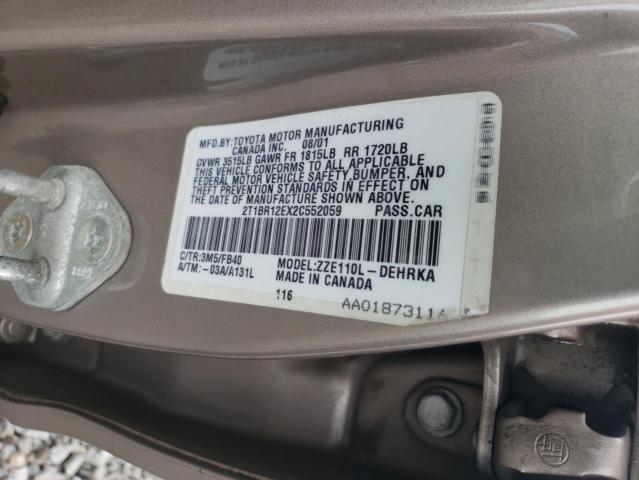 MFD.BY:TOYOTA MOTOR MANUFACTURING
CANADA INC. 08/01
GVWR 3515LB GAWR FR 1815LB RR 1720LB
THIS VEHICLE CONFORMS TO ALL APPLICABLE
FEDERAL MOTOR VEHICLE SAFETY,BUMPER, AND
THEFT PREVENTION STANDARDS IN EFFECT ON
THE DATE OF MANUFACTURE SHOWN ABOVE.
2T1BR12EX2C552059 PASS.CAR
C/TR:3M5/FB40 MODEL:ZZE110L-DEHRKA
A/TM:-03A/A131L MADE IN CANADA
116 AA0187311